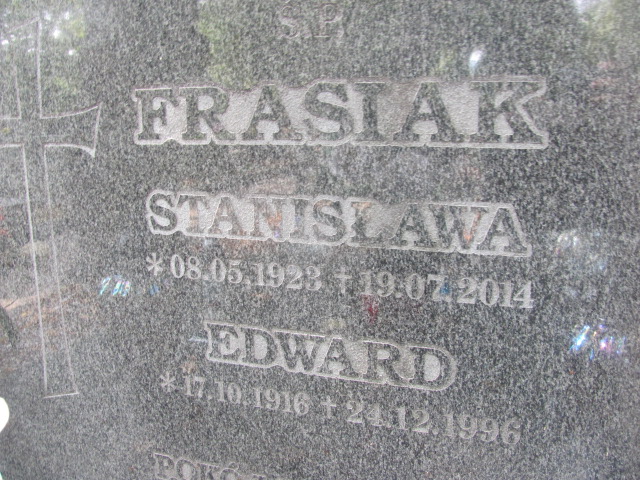 Ś.P.
FRASIAK
STANISŁAWA
* 08.05.1923 † 19.07.2014
EDWARD
* 17.10.1916 † 24.12.1996